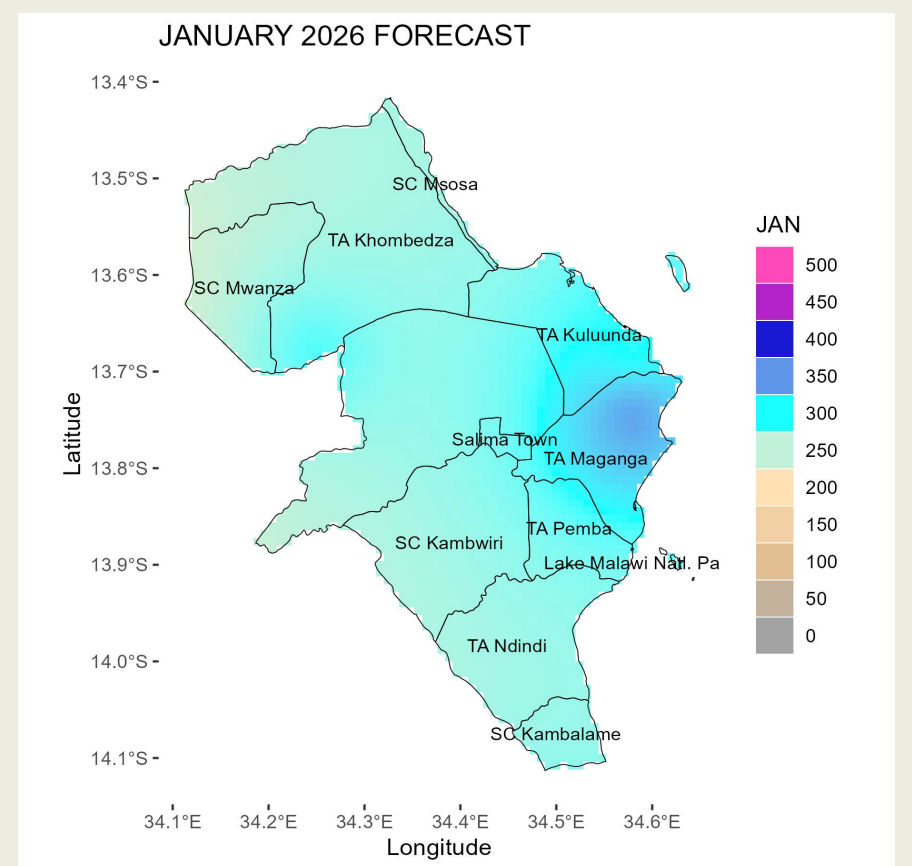 JANUARY 2026 FORECAST
13.4°S
13.5°S
13.6°S
13.7°S
13.8°S
13.9°S
14.0°S
14.1°S
Latitude
SC Msosa
TA Khombedza
SC Mwanza
TA Kuluunda
Salima Town
TA Maganga
TA Pemba
SC Kambwiri
Lake Malawi Natl. Pa
TA Ndindi
SC Kambalame
34.1°E 34.2°E 34.3°E 34.4°E 34.5°E 34.6°E
Longitude
JAN
500
450
400
350
300
250
200
150
100
50
0